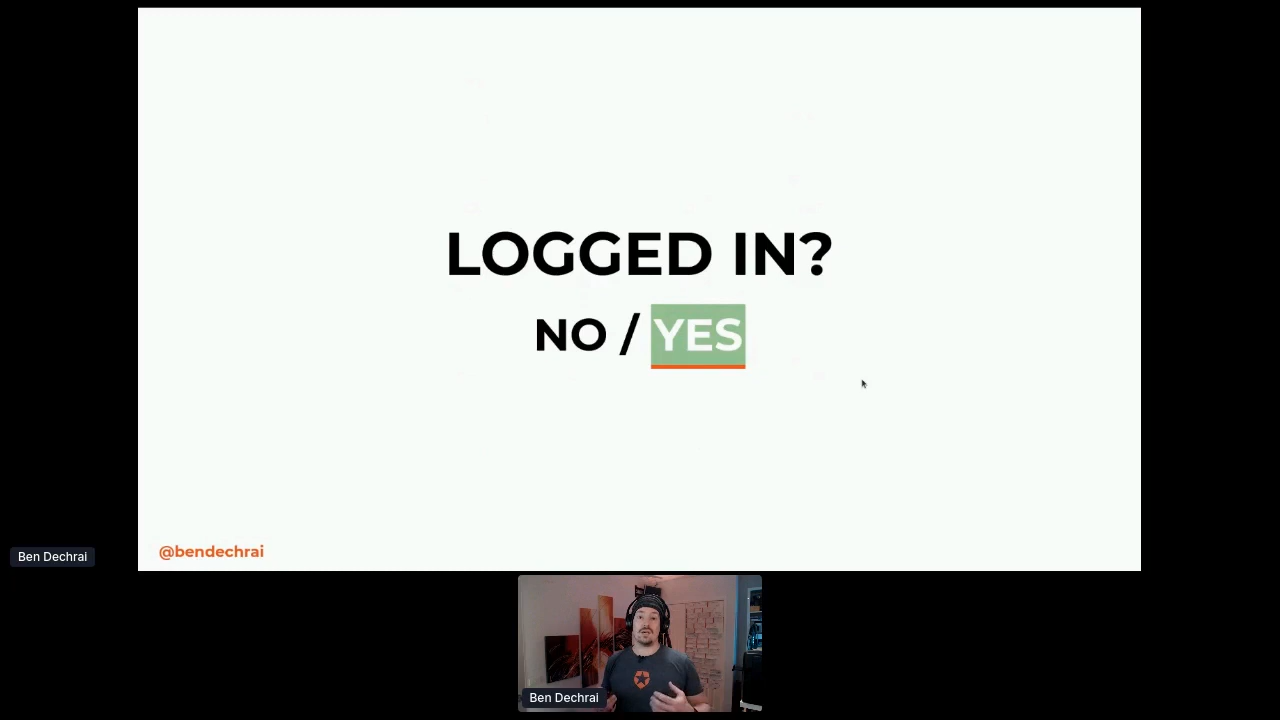 LOGGED IN?
NO / YES
@bendechrai
Ben Dechrai
Ben Dechrai